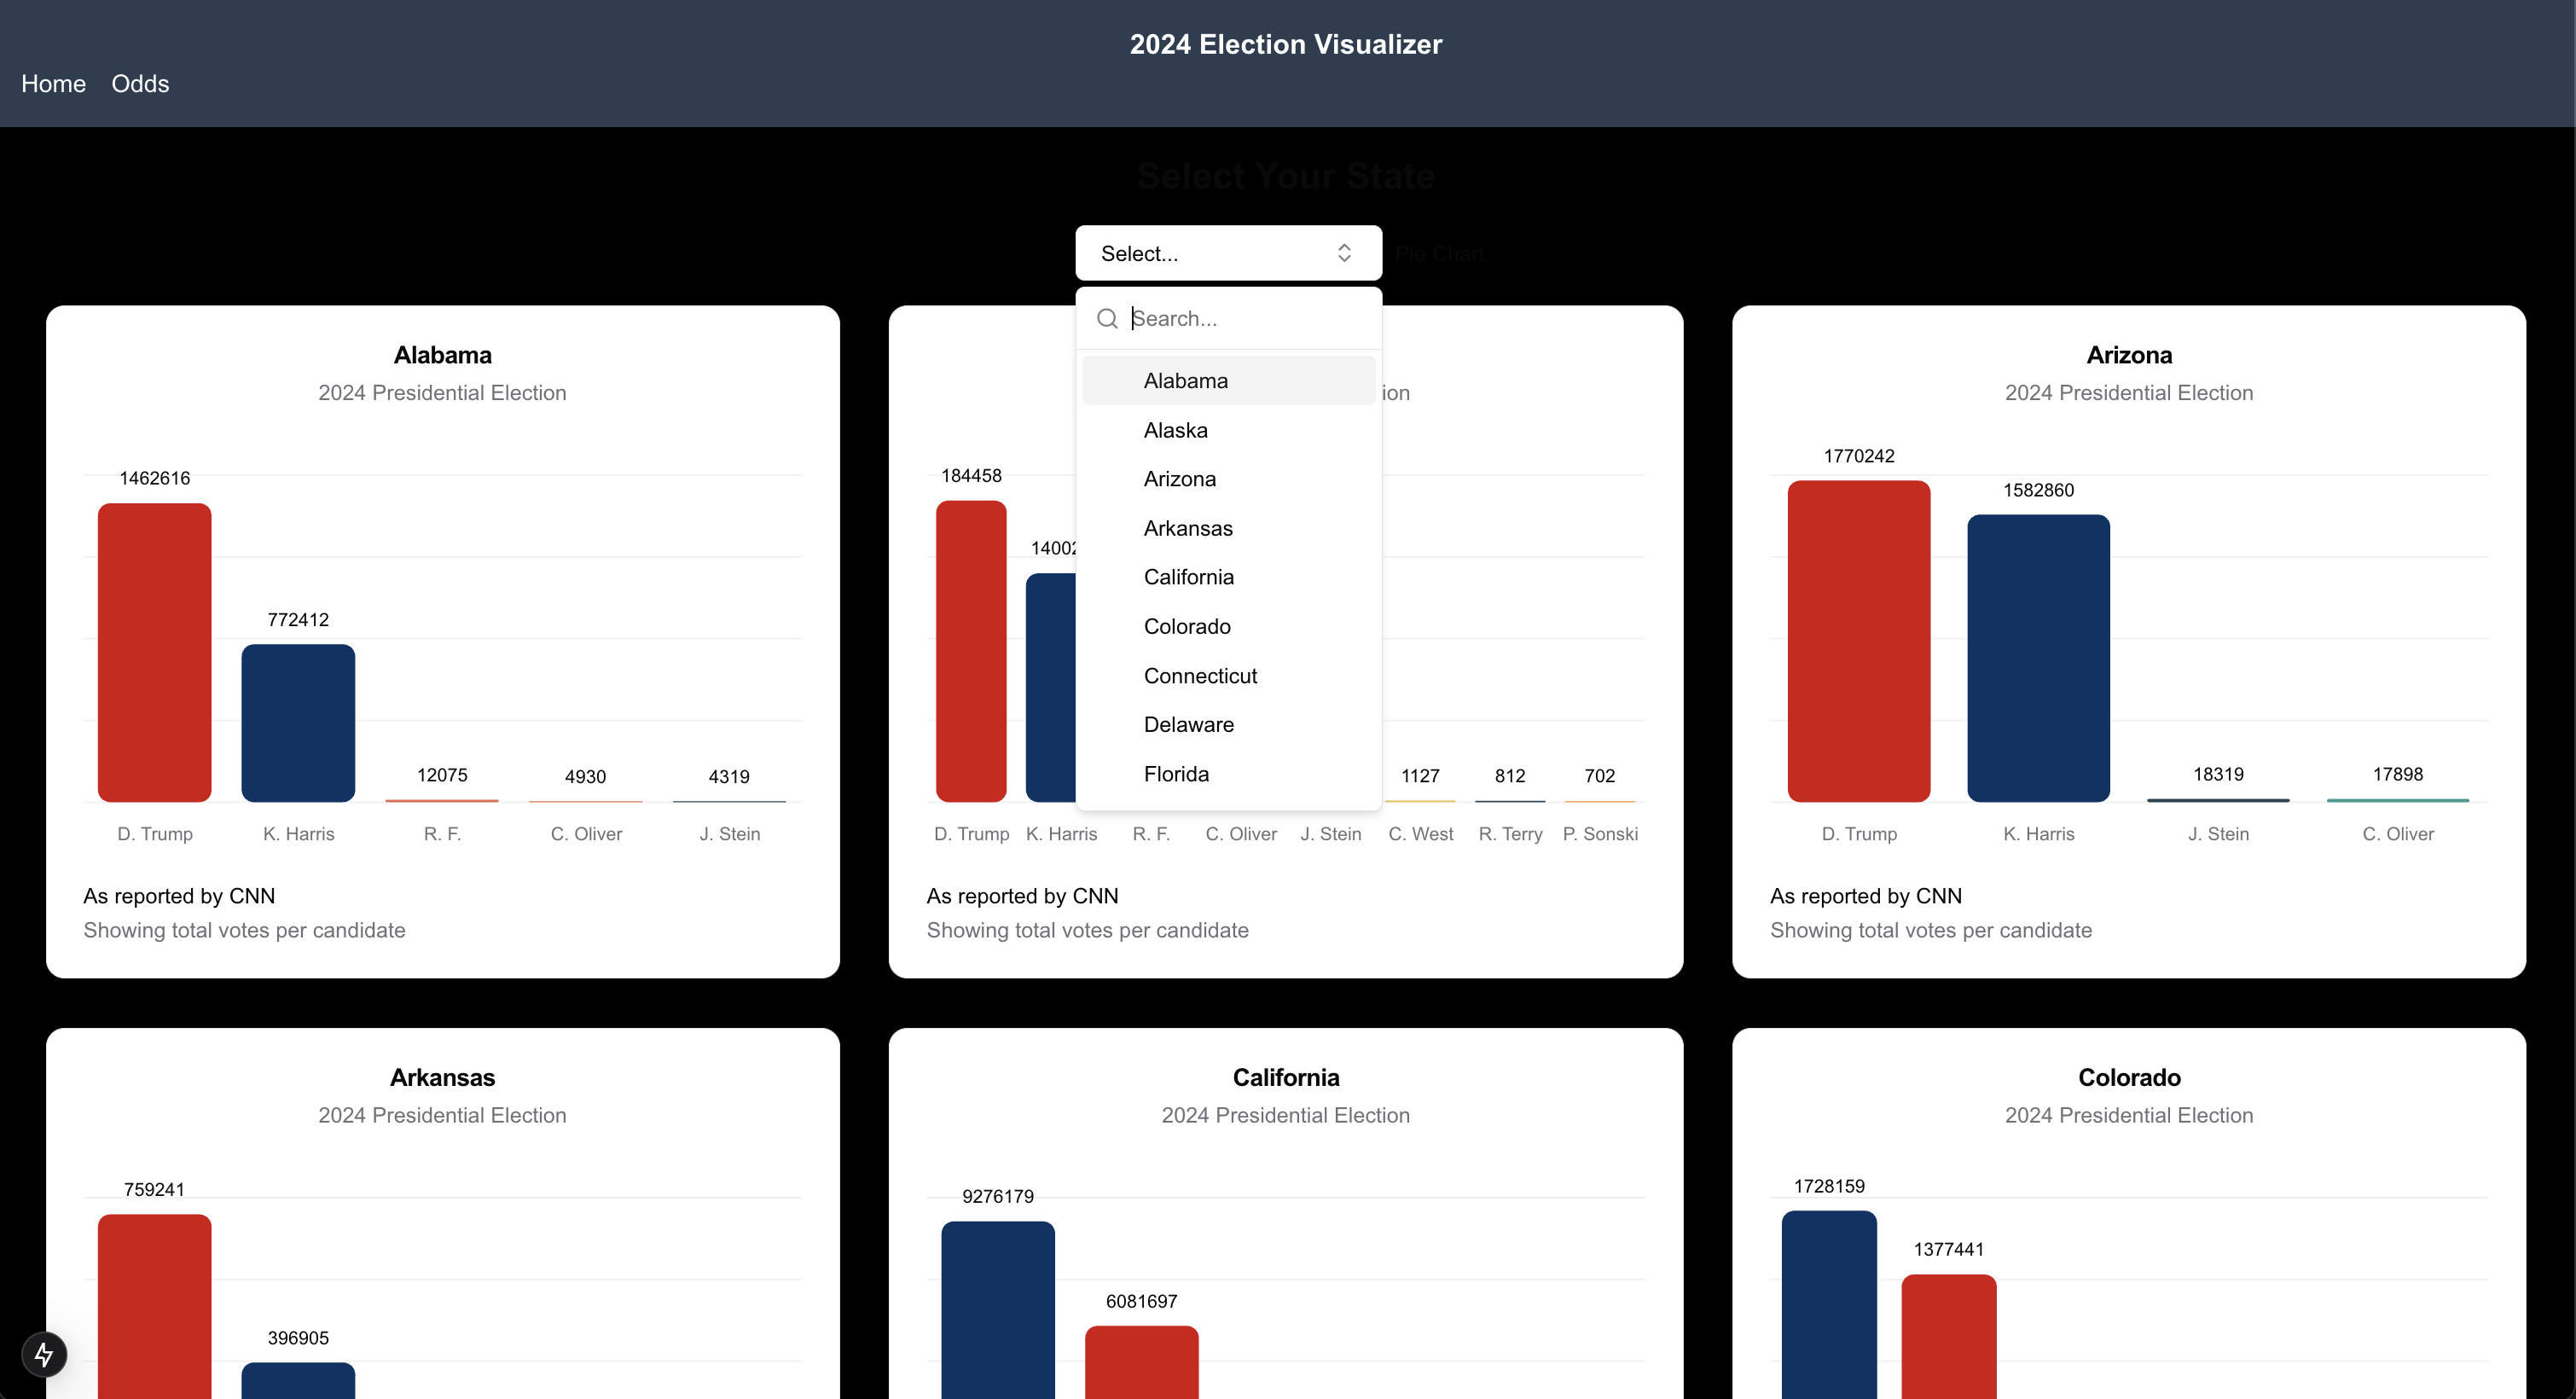 2024 Election Visualizer
Home Odds
Select Your State
Select... Pie Chart
Search...
Alabama
Alaska
Arizona
Arkansas
California
Colorado
Connecticut
Delaware
Florida
Alabama
2024 Presidential Election
1462616
772412
12075
4930
4319
D. Trump K. Harris R. F. C. Oliver J. Stein
As reported by CNN
Showing total votes per candidate
ion
184458
14002
1127
812
702
D. Trump K. Harris R. F. C. Oliver J. Stein C. West R. Terry P. Sonski
As reported by CNN
Showing total votes per candidate
Arizona
2024 Presidential Election
1770242
1582860
18319
17898
D. Trump K. Harris J. Stein C. Oliver
As reported by CNN
Showing total votes per candidate
Arkansas
2024 Presidential Election
759241
396905
California
2024 Presidential Election
9276179
6081697
Colorado
2024 Presidential Election
1728159
1377441